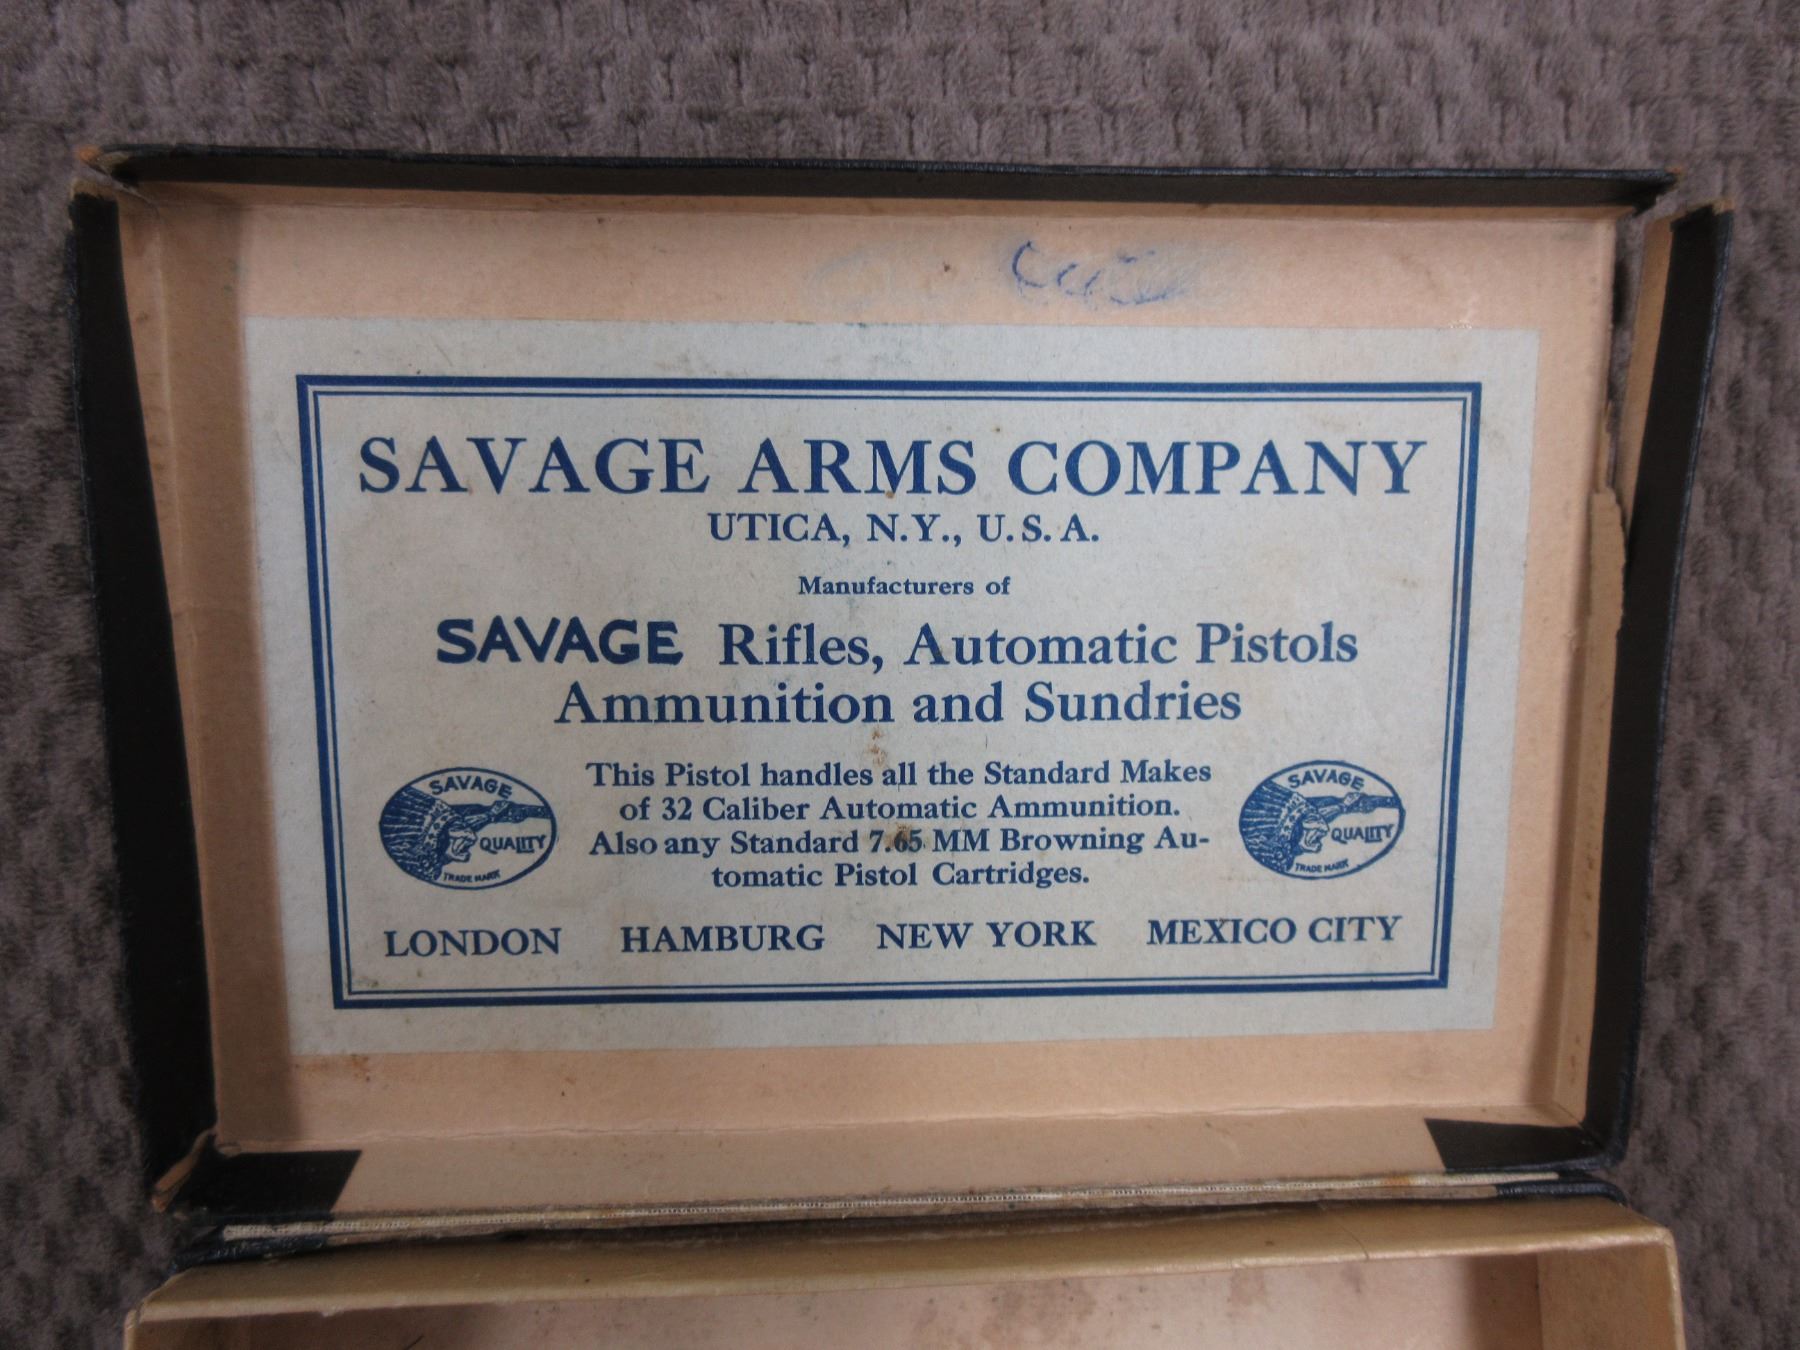 SAVAGE ARMS COMPANY
UTICA, N.Y., U.S.A.
Manufacturers of
SAVAGE Rifles, Automatic Pistols
Ammunition and Sundries
This Pistol handles all the Standard Makes
of 32 Caliber Automatic Ammunition.
Also any Standard 7.65 MM Browning Au-
tomatic Pistol Cartridges.
SAVAGE
QUALITY
TRADE MARK
SAVAGE
QUALITY
TRADE MARK
LONDON HAMBURG NEW YORK MEXICO CITY